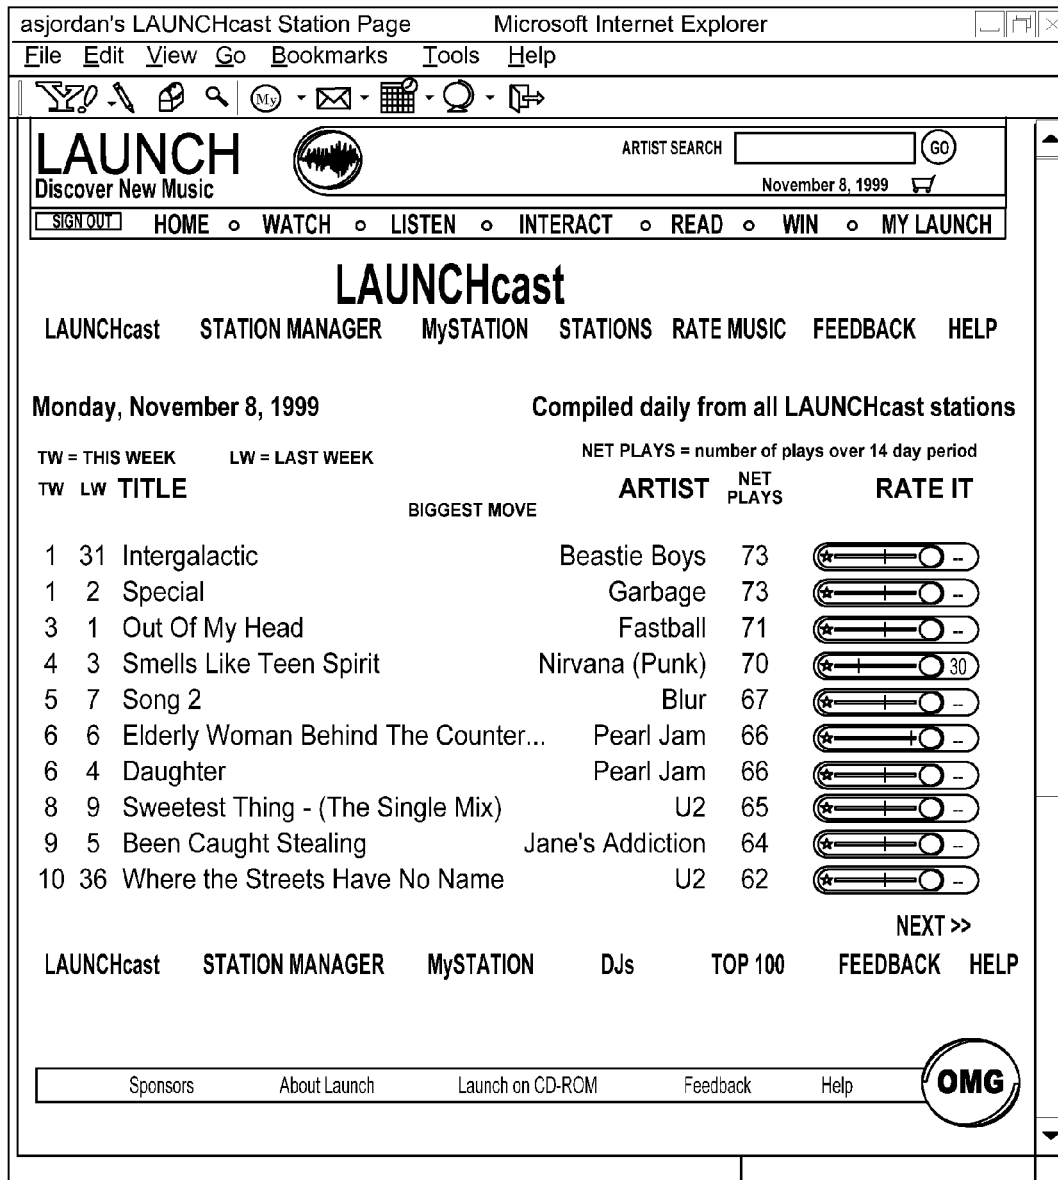 asjordan's LAUNCHcast Station Page Microsoft Internet Explorer
File Edit View Go Bookmarks Tools Help
Y! My
LAUNCH
Discover New Music
ARTIST SEARCH GO
November 8, 1999
SIGN OUT HOME o WATCH o LISTEN o INTERACT o READ o WIN o MY LAUNCH
LAUNCHcast
LAUNCHcast STATION MANAGER MySTATION STATIONS RATE MUSIC FEEDBACK HELP
Monday, November 8, 1999 Compiled daily from all LAUNCHcast stations
TW = THIS WEEK LW = LAST WEEK NET PLAYS = number of plays over 14 day period
TW LW TITLE BIGGEST MOVE ARTIST NET PLAYS RATE IT
1 31 Intergalactic Beastie Boys 73 --
1 2 Special Garbage 73 --
3 1 Out Of My Head Fastball 71 --
4 3 Smells Like Teen Spirit Nirvana (Punk) 70 30
5 7 Song 2 Blur 67 --
6 6 Elderly Woman Behind The Counter... Pearl Jam 66 --
6 4 Daughter Pearl Jam 66 --
8 9 Sweetest Thing - (The Single Mix) U2 65 --
9 5 Been Caught Stealing Jane's Addiction 64 --
10 36 Where the Streets Have No Name U2 62 --
NEXT >>
LAUNCHcast STATION MANAGER MySTATION DJs TOP 100 FEEDBACK HELP
Sponsors About Launch Launch on CD-ROM Feedback Help OMG